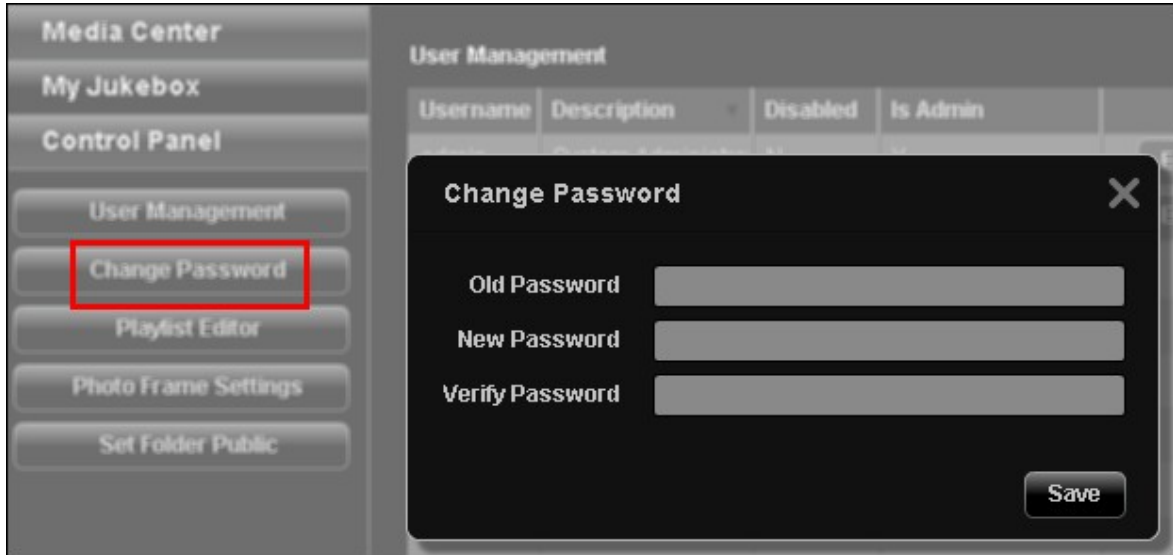 Media Center
My Jukebox
Control Panel
User Management
Change Password
Playlist Editor
Photo Frame Settings
Set Folder Public
User Management
Username Description Disabled Is Admin
Change Password
Old Password
New Password
Verify Password
Save